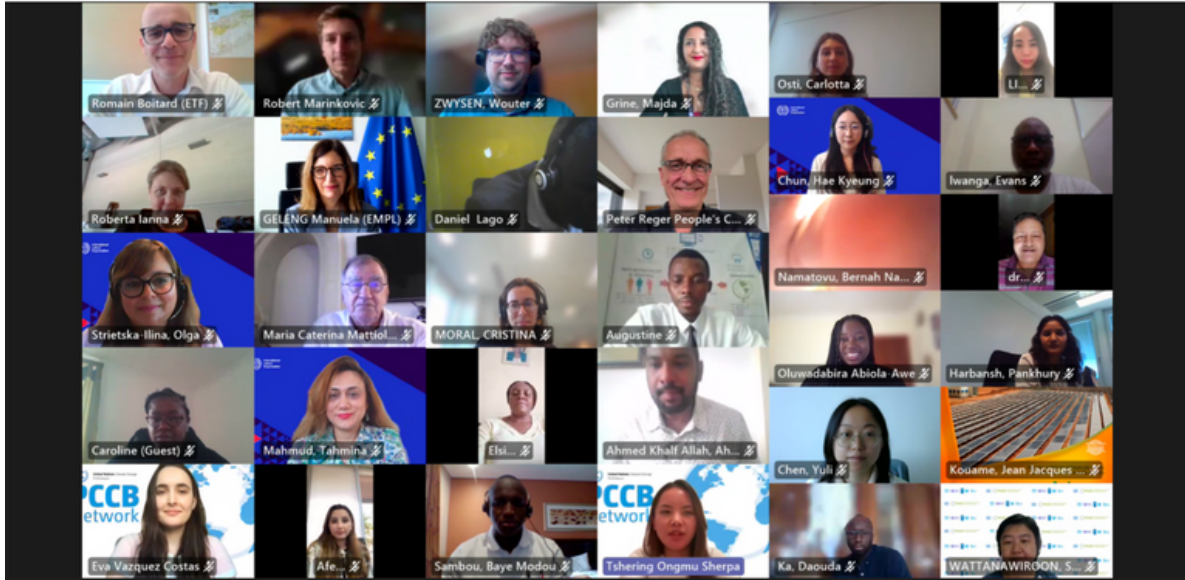 Romain Boitard (ETF)
Robert Marinkovic
ZWYSEN, Wouter
Grine, Majda
Osti, Carlotta
LI...
Roberta Ianna
GELENG Manuela (EMPL)
Daniel Lago
Peter Reger People's C...
Chun, Hae Kyeung
Iwanga, Evans
Strietska-Ilina, Olga
Maria Caterina Mattiol...
MORAL, CRISTINA
Augustine
Namatovu, Bernah Na...
dr...
Caroline (Guest)
Mahmud, Tahmina
Elsi...
Ahmed Khalf Allah, Ah...
Oluwadabira Abiola-Awe
Harbansh, Pankhury
Chen, Yuli
Kouame, Jean Jacques ...
PCCB
etwork
Eva Vazquez Costas
Afe...
Sambou, Baye Modou
PCCB
etwork
Tshering Ongmu Sherpa
Ka, Daouda
WATTANAWIROON, S...